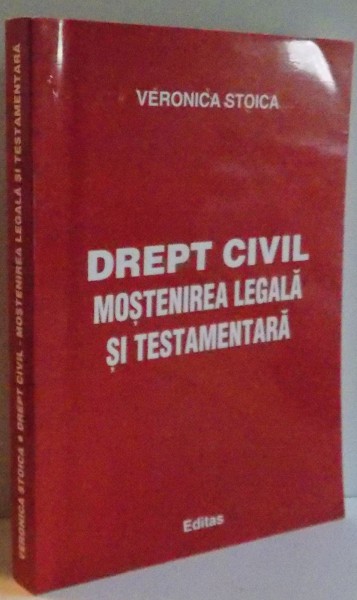 VERONICA STOICA
DREPT CIVIL
MOȘTENIREA LEGALĂ
ȘI TESTAMENTARĂ
Editas
VERONICA STOICA • DREPT CIVIL - MOȘTENIREA LEGALĂ ȘI TESTAMENTARĂ